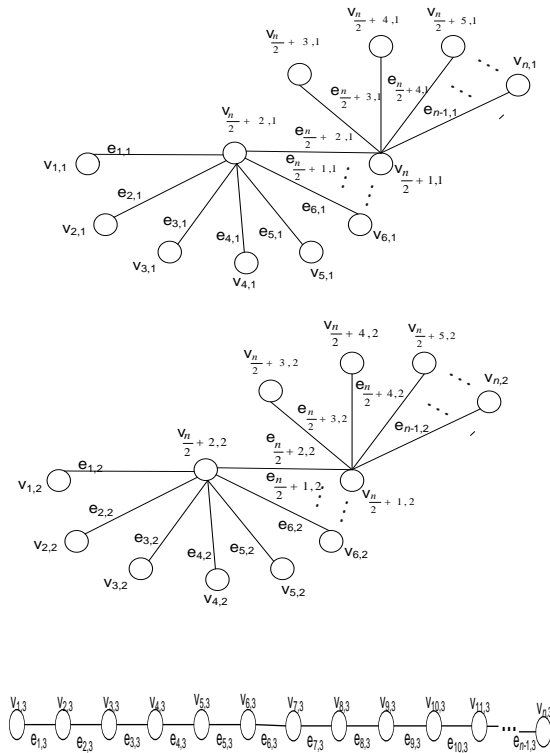 v_{n/2 + 4, 1}
v_{n/2 + 5, 1}
v_{n/2 + 3, 1}
v_{n,1}
e_{n/2 + 3, 1}
e_{n/2 + 4, 1}
e_{n-1,1}
v_{n/2 + 2, 1}
e_{n/2 + 2, 1}
e_{1,1}
v_{1,1}
e_{n/2 + 1, 1}
v_{n/2 + 1, 1}
e_{2,1}
e_{3,1}
e_{4,1}
e_{5,1}
e_{6,1}
v_{2,1}
v_{3,1}
v_{4,1}
v_{5,1}
v_{6,1}
v_{n/2 + 4, 2}
v_{n/2 + 5, 2}
v_{n/2 + 3, 2}
v_{n,2}
e_{n/2 + 3, 2}
e_{n/2 + 4, 2}
e_{n-1,2}
v_{n/2 + 2, 2}
e_{n/2 + 2, 2}
e_{1,2}
v_{1,2}
e_{n/2 + 1, 2}
v_{n/2 + 1, 2}
e_{2,2}
e_{3,2}
e_{4,2}
e_{5,2}
e_{6,2}
v_{2,2}
v_{3,2}
v_{4,2}
v_{5,2}
v_{6,2}
v_{1,3} v_{2,3} v_{3,3} v_{4,3} v_{5,3} v_{6,3} v_{7,3} v_{8,3} v_{9,3} v_{10,3} v_{11,3} v_{n,3}
e_{1,3} e_{2,3} e_{3,3} e_{4,3} e_{5,3} e_{6,3} e_{7,3} e_{8,3} e_{9,3} e_{10,3} e_{n-1,3}